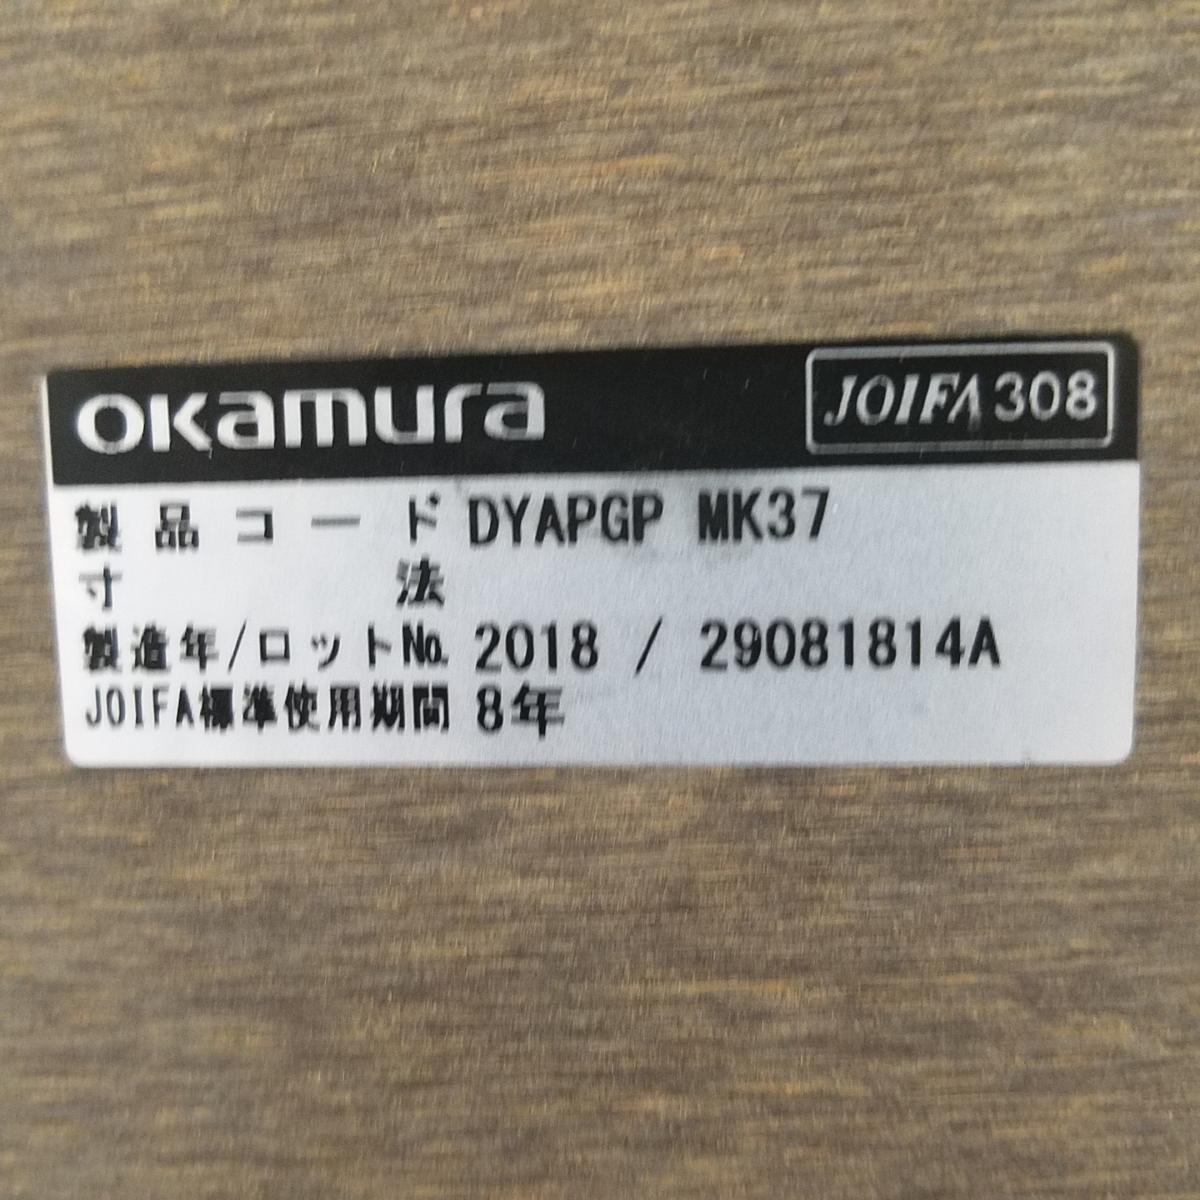 okamura JOIFA 308
製品コード DYAPGP MK37
寸法
製造年/ロットNo. 2018 / 29081814A
JOIFA標準使用期間 8年